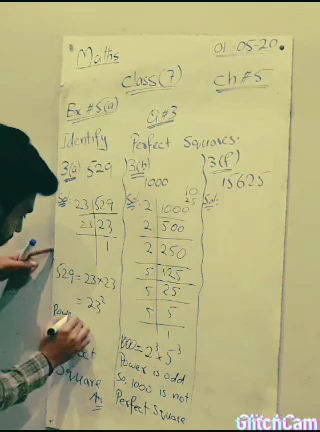 Maths
01-05-20.
Class (7)
Ch #5
Ex #5(a)
Q #3
Identify Perfect Squares.
3(a) 529
Sol: 23 | 529
23 | 23
1
529 = 23×23
= 23²
Power
Square
3(b)
1000
Sol: 2 | 1000
2 | 500
2 | 250
5 | 125
5 | 25
5 | 5
1
1000 = 2³ × 5³
Power is odd
So, 1000 is not
Perfect Square
3(f)
15625
Sol:
GlitchCam